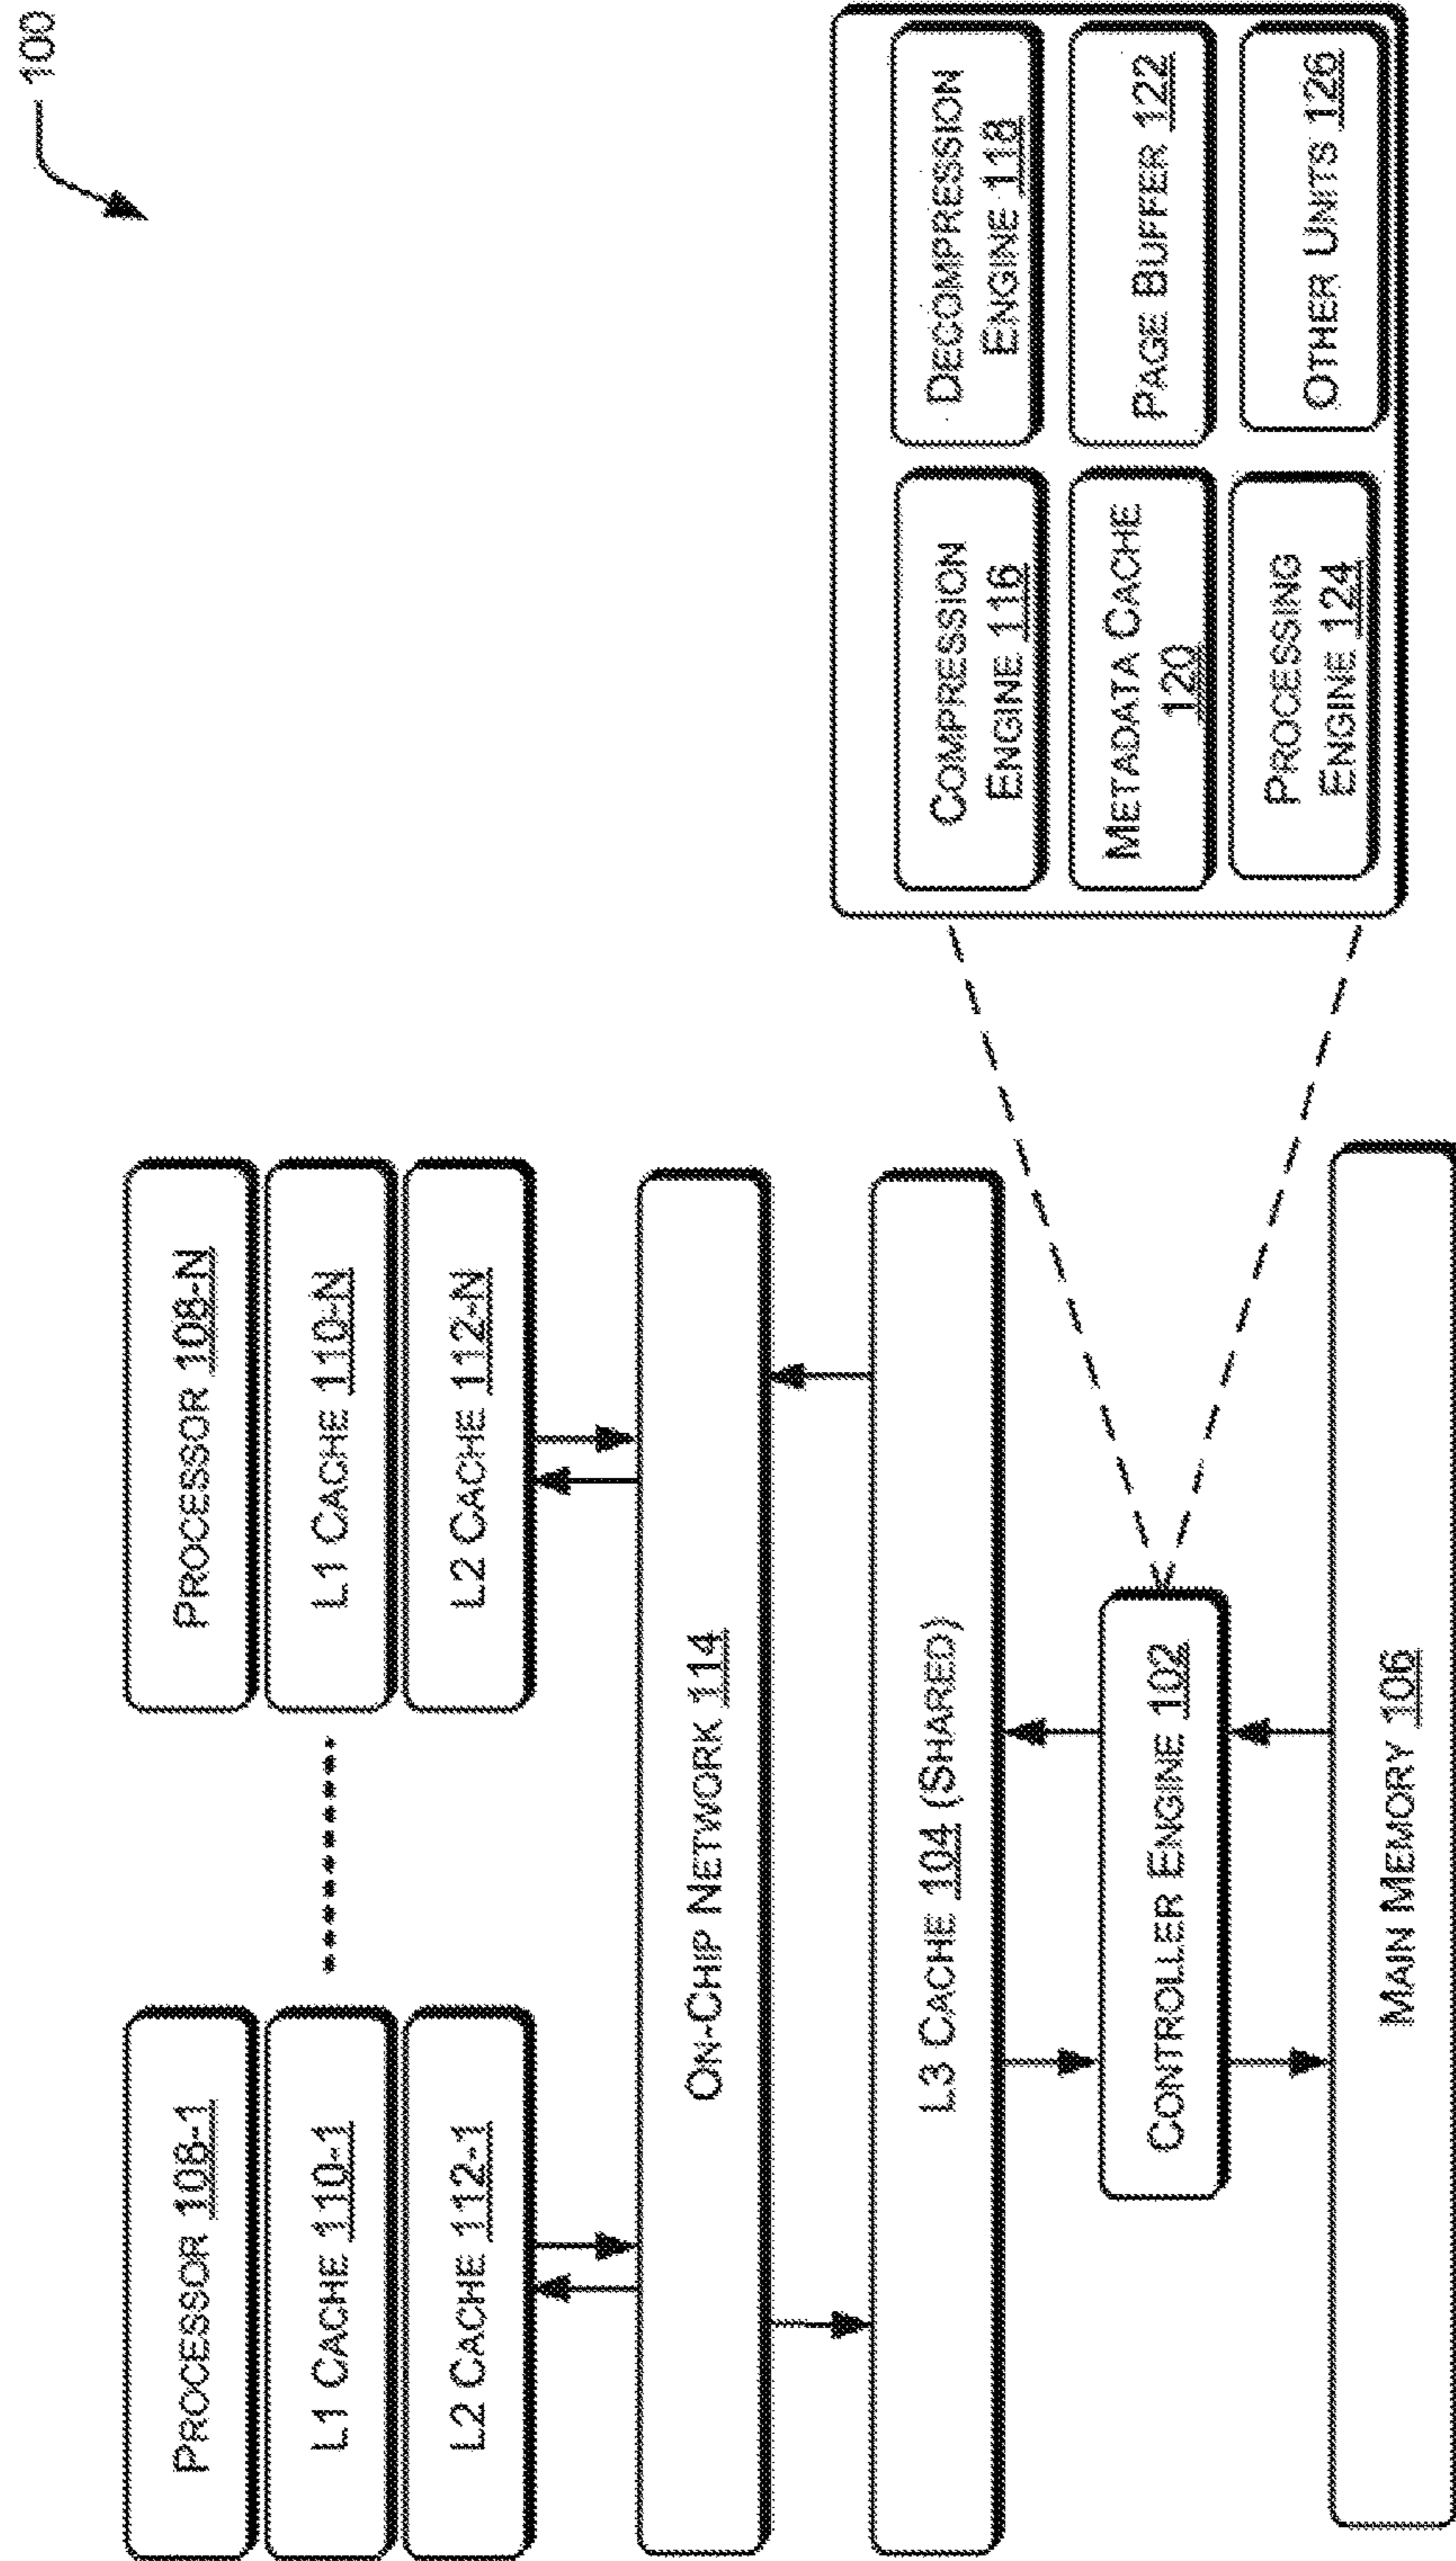 100
PROCESSOR 108-1
L1 CACHE 110-1
L2 CACHE 112-1
PROCESSOR 108-N
L1 CACHE 110-N
L2 CACHE 112-N
ON-CHIP NETWORK 114
L3 CACHE 104 (SHARED)
CONTROLLER ENGINE 102
MAIN MEMORY 106
COMPRESSION
ENGINE 116
DECOMPRESSION
ENGINE 118
METADATA CACHE
120
PAGE BUFFER 122
PROCESSING
ENGINE 124
OTHER UNITS 126